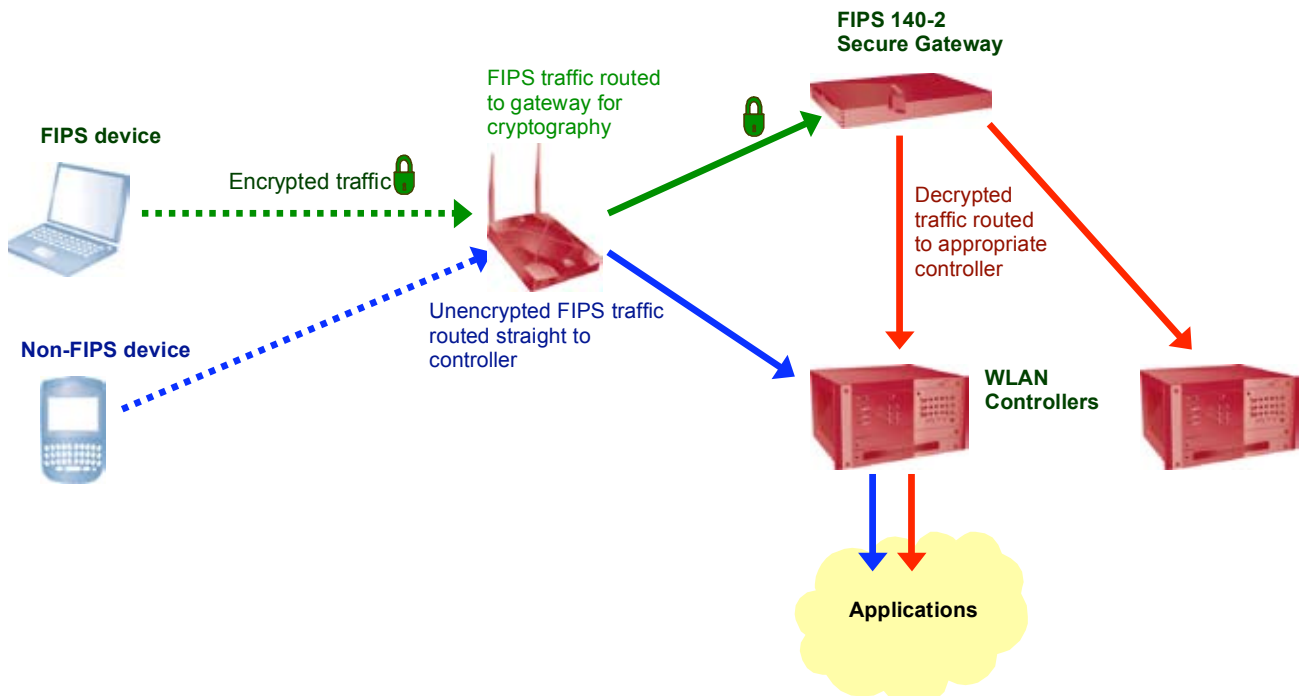 FIPS 140-2
Secure Gateway
FIPS traffic routed
to gateway for
cryptography
FIPS device
Encrypted traffic
Decrypted
traffic routed
to appropriate
controller
Unencrypted FIPS traffic
routed straight to
controller
Non-FIPS device
WLAN
Controllers
Applications